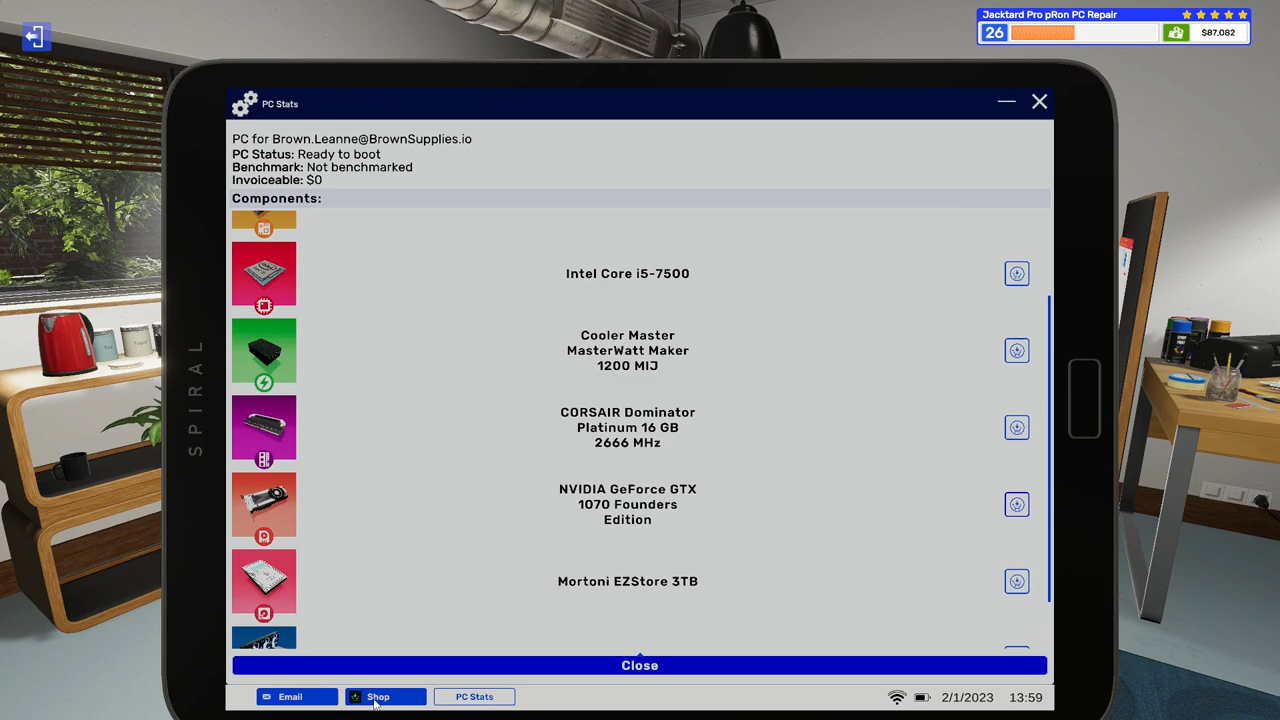 Jacktard Pro pRon PC Repair
26
$87,082
PC Stats
PC for Brown.Leanne@BrownSupplies.io
PC Status: Ready to boot
Benchmark: Not benchmarked
Invoiceable: $0
Components:
Intel Core i5-7500
Cooler Master
MasterWatt Maker
1200 MIJ
CORSAIR Dominator
Platinum 16 GB
2666 MHz
NVIDIA GeForce GTX
1070 Founders
Edition
Mortoni EZStore 3TB
Close
Email
Shop
PC Stats
2/1/2023
13:59
SPIRAL
Tea
Sugar